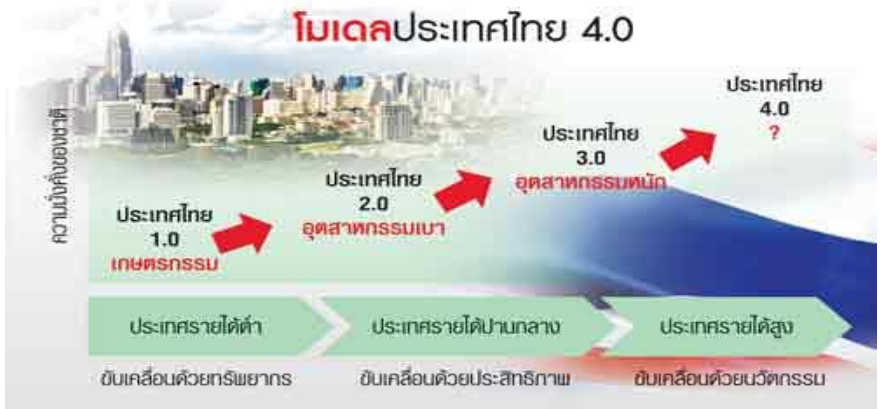 โมเดลประเทศไทย 4.0
ความมั่งคั่งของชาติ
ประเทศไทย
1.0
เกษตรกรรม
ประเทศไทย
2.0
อุตสาหกรรมเบา
ประเทศไทย
3.0
อุตสาหกรรมหนัก
ประเทศไทย
4.0
?
ประเทศรายได้ต่ำ
ประเทศรายได้ปานกลาง
ประเทศรายได้สูง
ขับเคลื่อนด้วยทรัพยากร
ขับเคลื่อนด้วยประสิทธิภาพ
ขับเคลื่อนด้วยนวัตกรรม